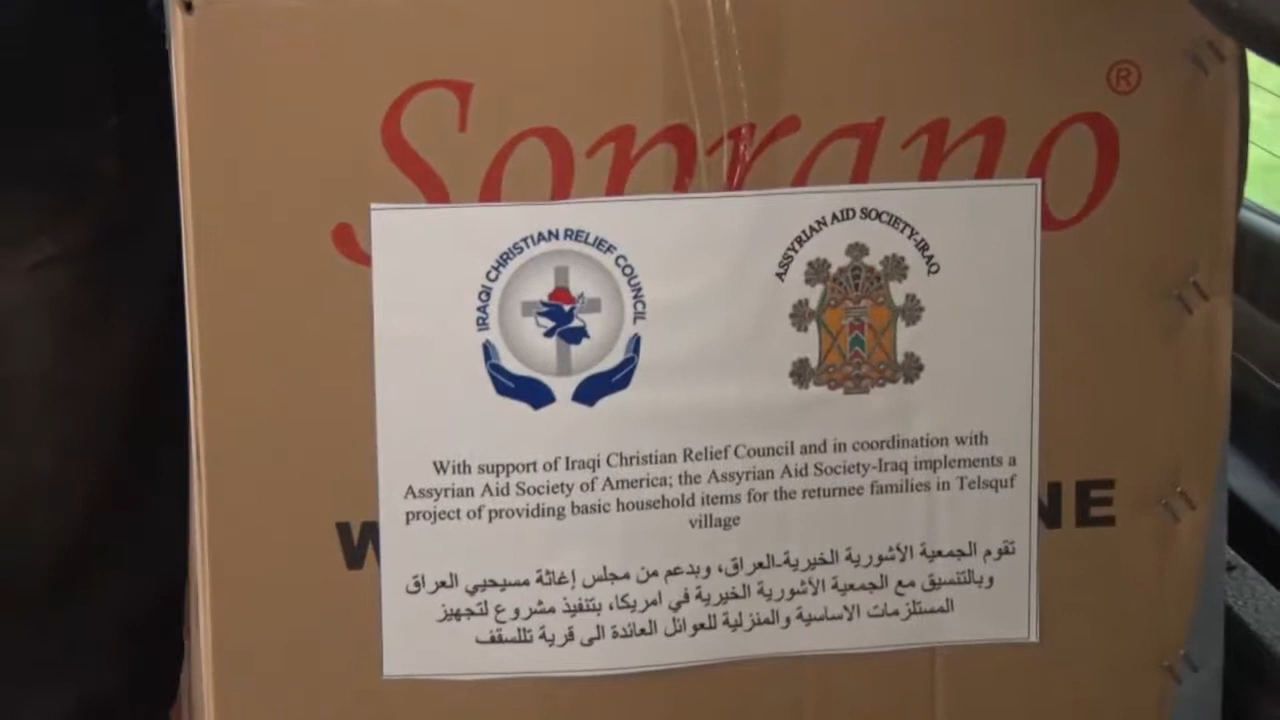 Soprano®
IRAQI CHRISTIAN RELIEF COUNCIL
ASSYRIAN AID SOCIETY-IRAQ
With support of Iraqi Christian Relief Council and in coordination with
Assyrian Aid Society of America; the Assyrian Aid Society-Iraq implements a
project of providing basic household items for the returnee families in Telsquf
village
تقوم الجمعية الآشورية الخيرية-العراق، وبدعم من مجلس إغاثة مسيحيي العراق
وبالتنسيق مع الجمعية الآشورية الخيرية في امريكا، بتنفيذ مشروع لتجهيز
المستلزمات الاساسية والمنزلية للعوائل العائدة الى قرية تللسقف